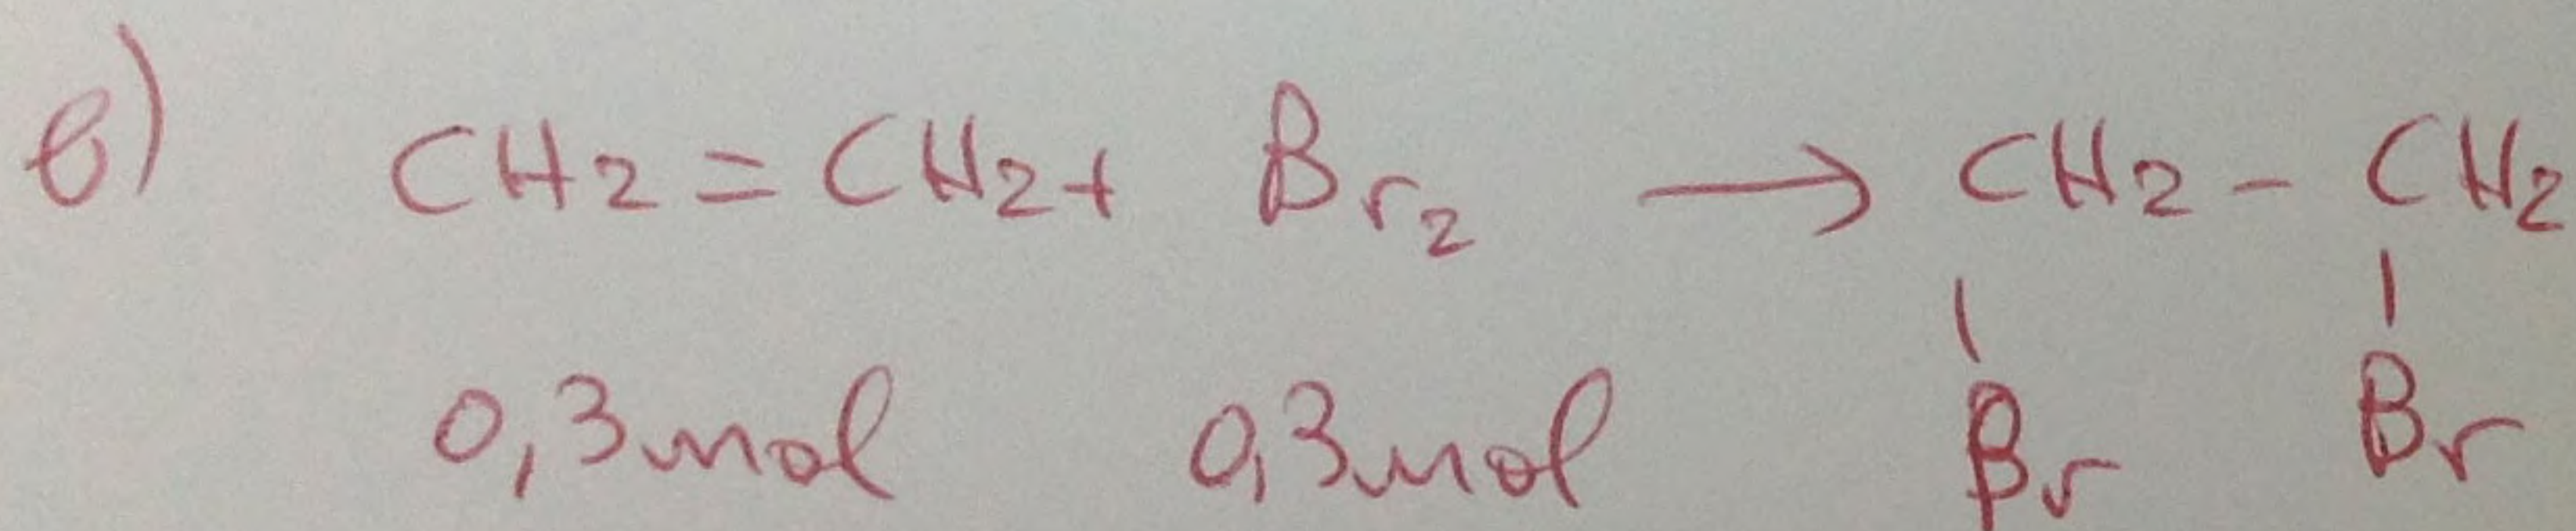 β) CH2 = CH2 + Br2 → CH2 - CH2
Br Br
0,3mol 0,3mol